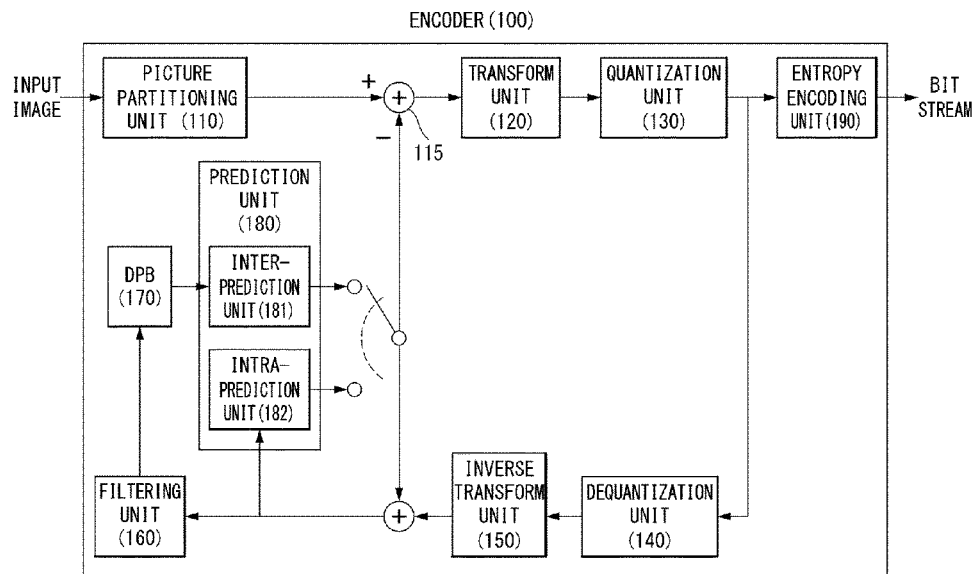 ENCODER (100)
INPUT
IMAGE
PICTURE
PARTITIONING
UNIT (110)
+
+
−
115
TRANSFORM
UNIT
(120)
QUANTIZATION
UNIT
(130)
ENTROPY
ENCODING
UNIT(190)
BIT
STREAM
PREDICTION
UNIT
(180)
DPB
(170)
INTER-
PREDICTION
UNIT(181)
INTRA-
PREDICTION
UNIT(182)
FILTERING
UNIT
(160)
+
INVERSE
TRANSFORM
UNIT
(150)
DEQUANTIZATION
UNIT
(140)